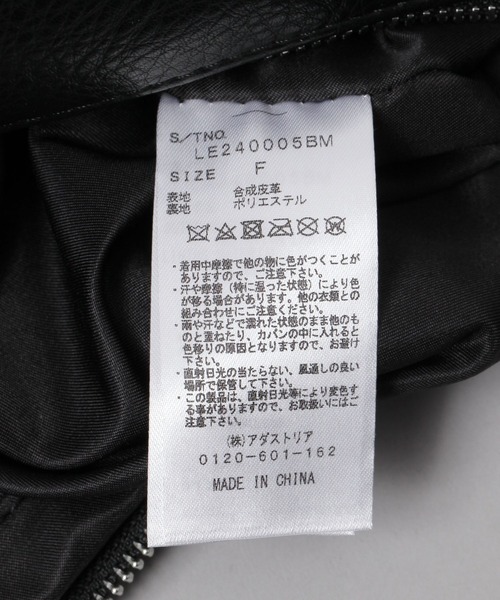 S/TNO.
LE240005BM
SIZE F
表地 合成皮革
裏地 ポリエステル
・着用中摩擦で他の物に色がつくことが
ありますので、ご注意下さい。
・汗や摩擦（特に湿った状態）により色
が移る場合があります。他の衣類との
組み合わせにご注意ください。
・雨や汗などで濡れた状態のまま他のも
のと重ねたり、カバンの中に入れると
色移りの原因となりますので、お避け
下さい。
・直射日光の当たらない、風通しの良い
場所で保管して下さい。
・この製品は、直射日光等により変色す
る事がありますので、お取扱いにはご
注意下さい。
(株)アダストリア
0120-601-162
MADE IN CHINA